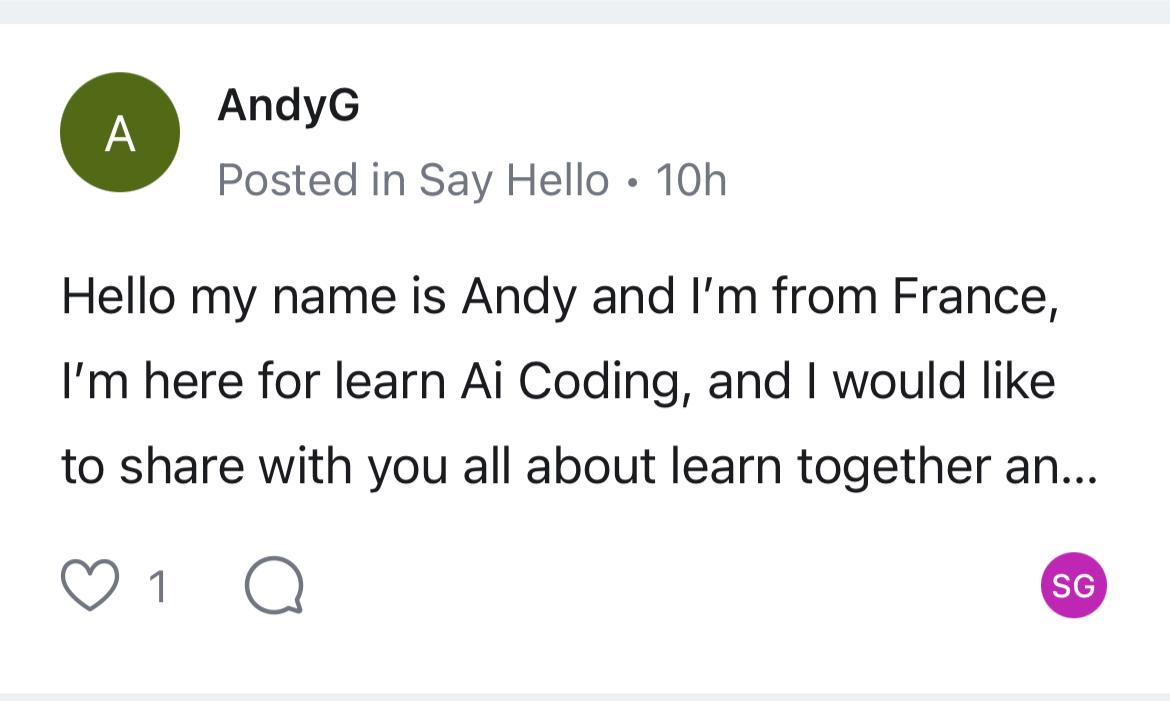 A
AndyG
Posted in Say Hello • 10h
Hello my name is Andy and I’m from France,
I’m here for learn Ai Coding, and I would like
to share with you all about learn together an...
1
SG